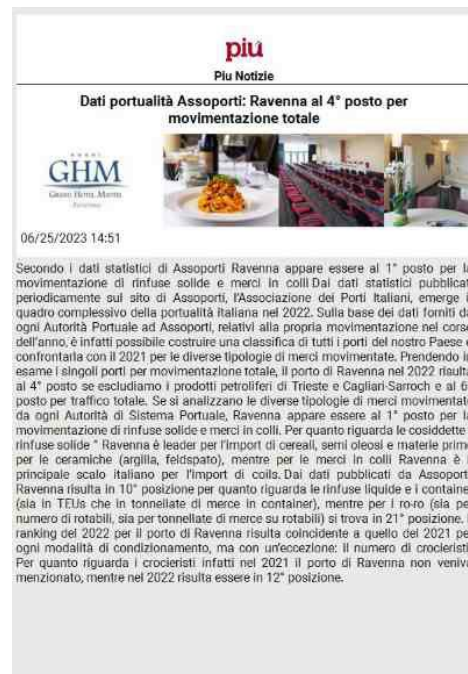 più
Piu Notizie
Dati portualità Assoporti: Ravenna al 4° posto per
movimentazione totale
GHM
Grand Hotel Mattei
Ravenna
06/25/2023 14:51
Secondo i dati statistici di Assoporti Ravenna appare essere al 1° posto per la
movimentazione di rinfuse solide e merci in colli Dai dati statistici pubblicati
periodicamente sul sito di Assoporti, l'Associazione dei Porti Italiani, emerge i
quadro complessivo della portualità italiana nel 2022. Sulla base dei dati forniti da
ogni Autorità Portuale ad Assoporti, relativi alla propria movimentazione nel corso
dell'anno, è infatti possibile costruire una classifica di tutti i porti del nostro Paese e
confrontarla con il 2021 per le diverse tipologie di merci movimentate. Prendendo in
esame i singoli porti per movimentazione totale, il porto di Ravenna nel 2022 risulta
al 4° posto se escludiamo i prodotti petroliferi di Trieste e Cagliari-Sarroch e al 6°
posto per traffico totale. Se si analizzano le diverse tipologie di merci movimentate
da ogni Autorità di Sistema Portuale, Ravenna appare essere al 1° posto per la
movimentazione di rinfuse solide e merci in colli. Per quanto riguarda le cosiddette "
rinfuse solide " Ravenna è leader per l'import di cereali, semi oleosi e materie prime
per le ceramiche (argilla, feldspato), mentre per le merci in colli Ravenna è i
principale scalo italiano per l'import di coils. Dai dati pubblicati da Assoporti
Ravenna risulta in 10° posizione per quanto riguarda le rinfuse liquide e i container
(sia in TEUs che in tonnellate di merce in container), mentre per i ro-ro (sia per
numero di rotabili, sia per tonnellate di merce su rotabili) si trova in 21° posizione. I
ranking del 2022 per il porto di Ravenna risulta coincidente a quello del 2021 per
ogni modalità di condizionamento, ma con un'eccezione: il numero di crocieristi.
Per quanto riguarda i crocieristi infatti nel 2021 il porto di Ravenna non veniva
menzionato, mentre nel 2022 risulta essere in 12° posizione.